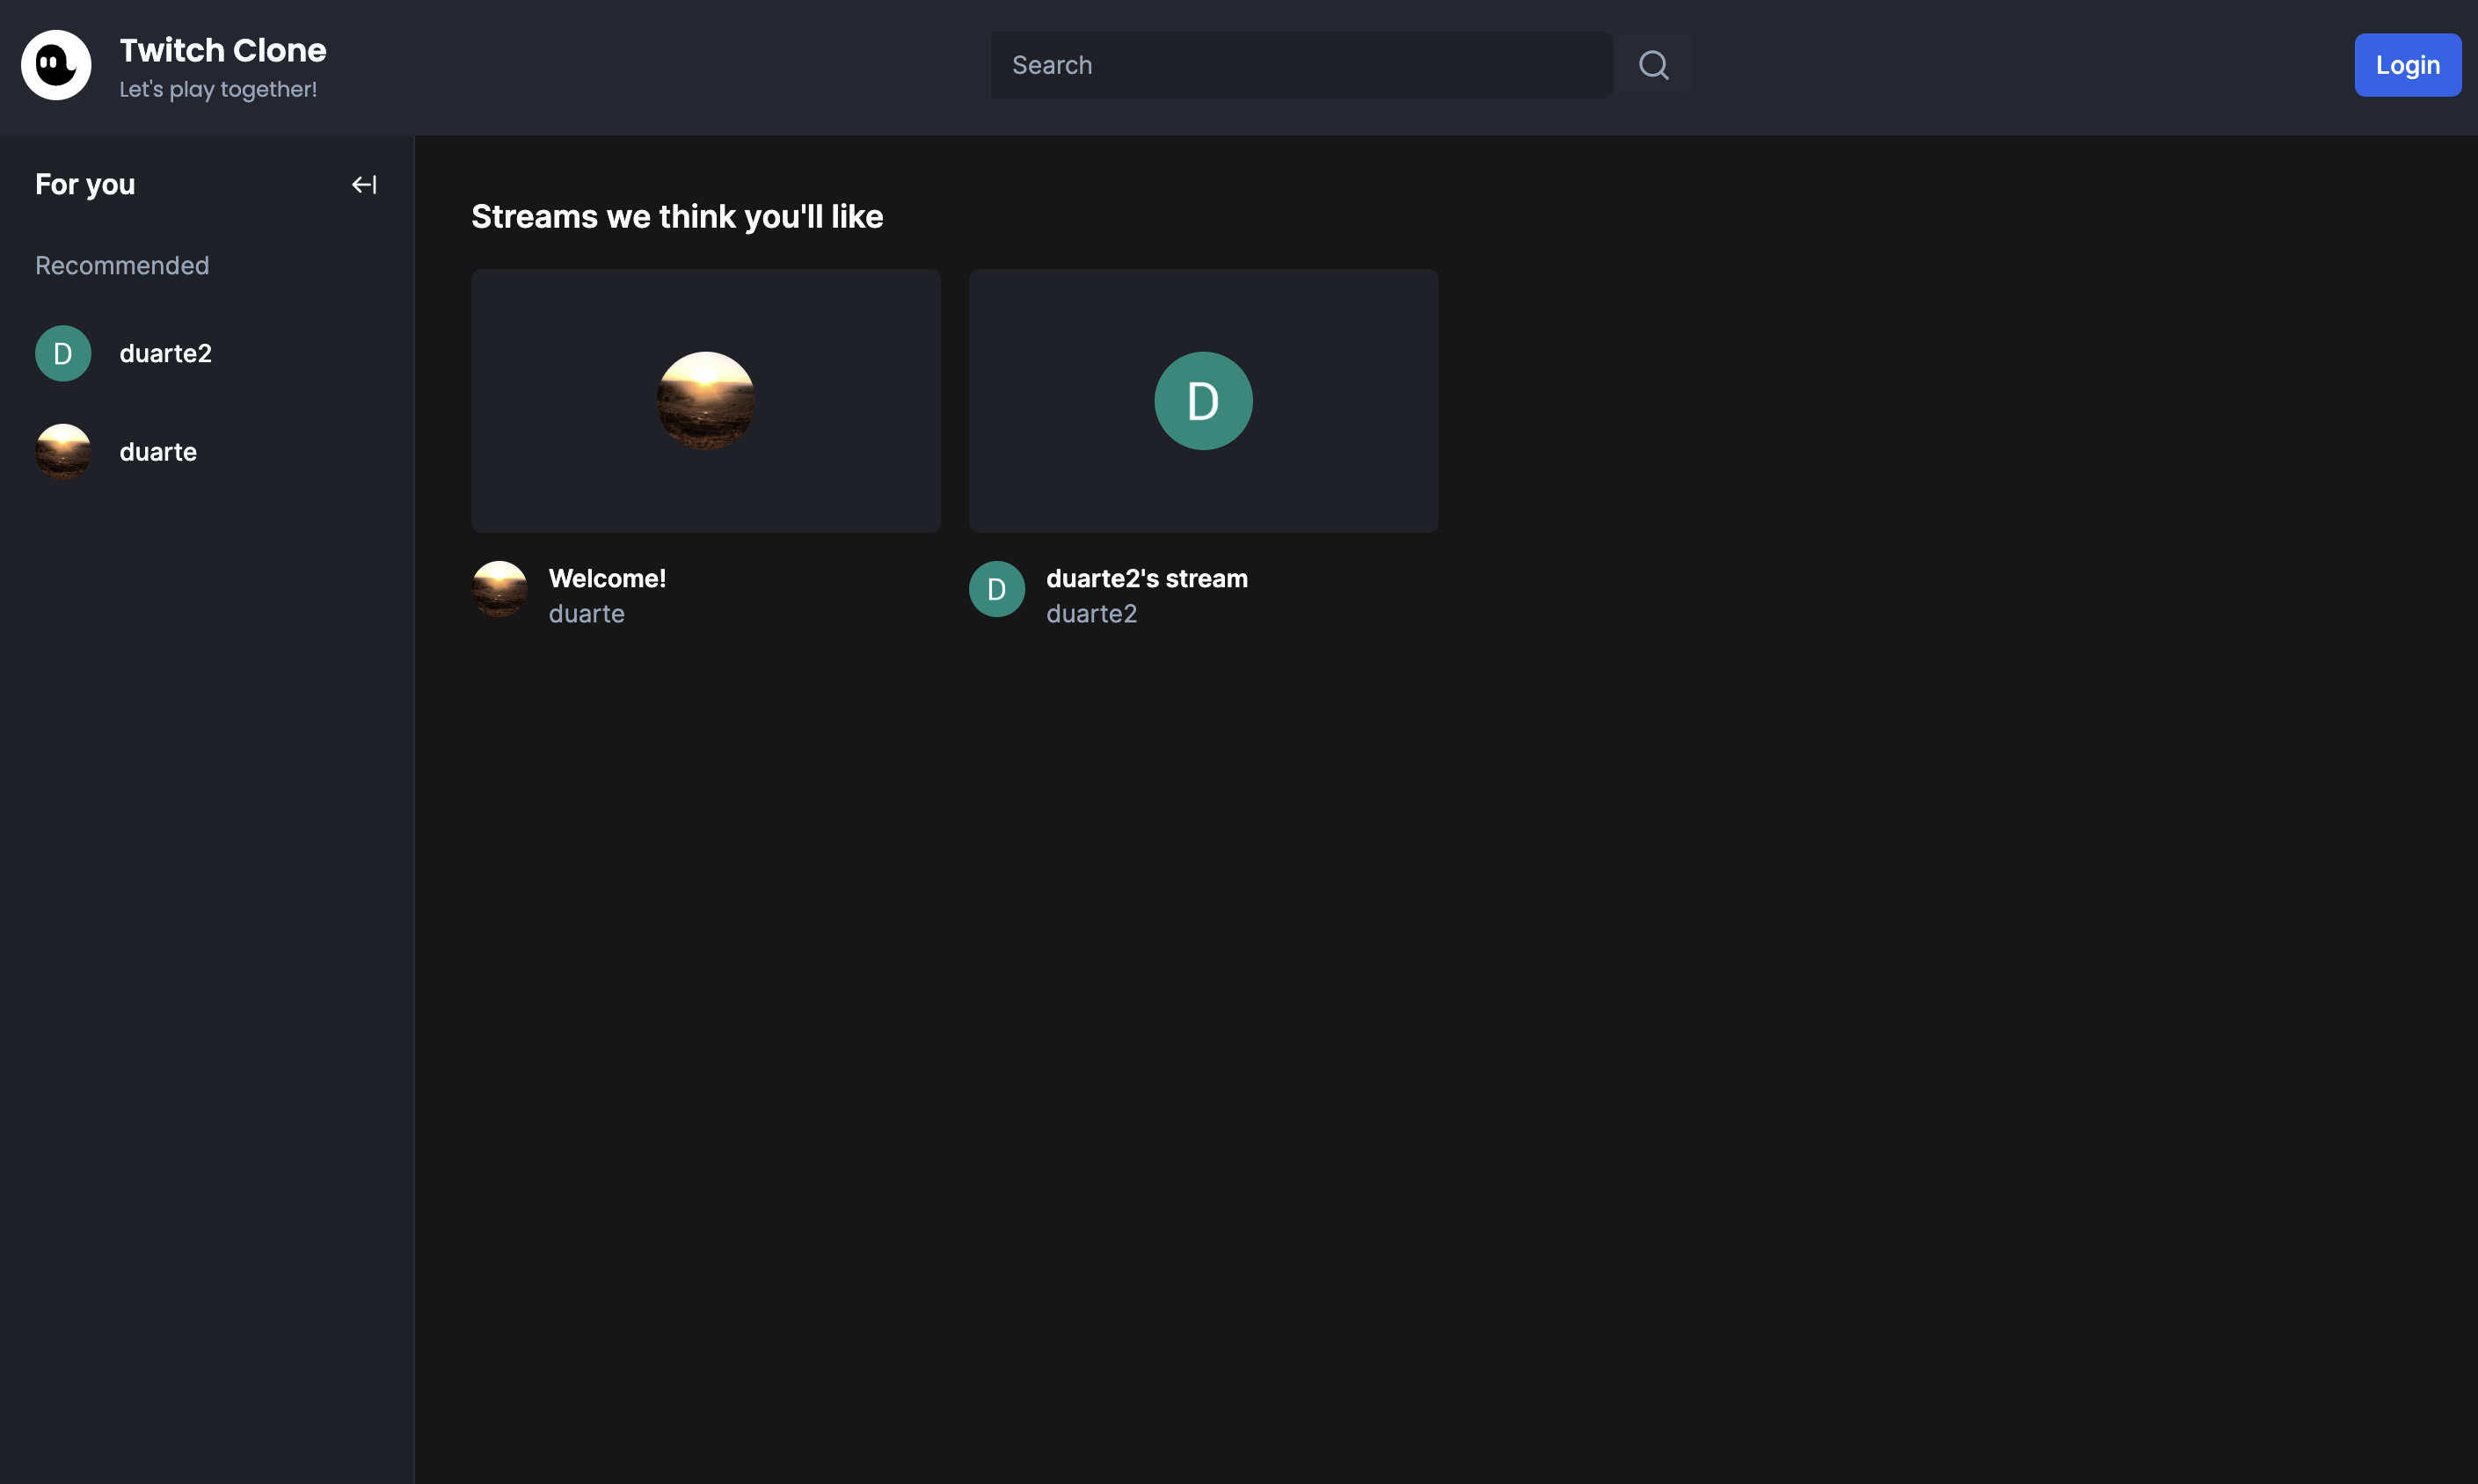 Twitch Clone
Let's play together!
Search
Login
For you
Recommended
D
duarte2
duarte
Streams we think you'll like
D
Welcome!
duarte
D
duarte2's stream
duarte2